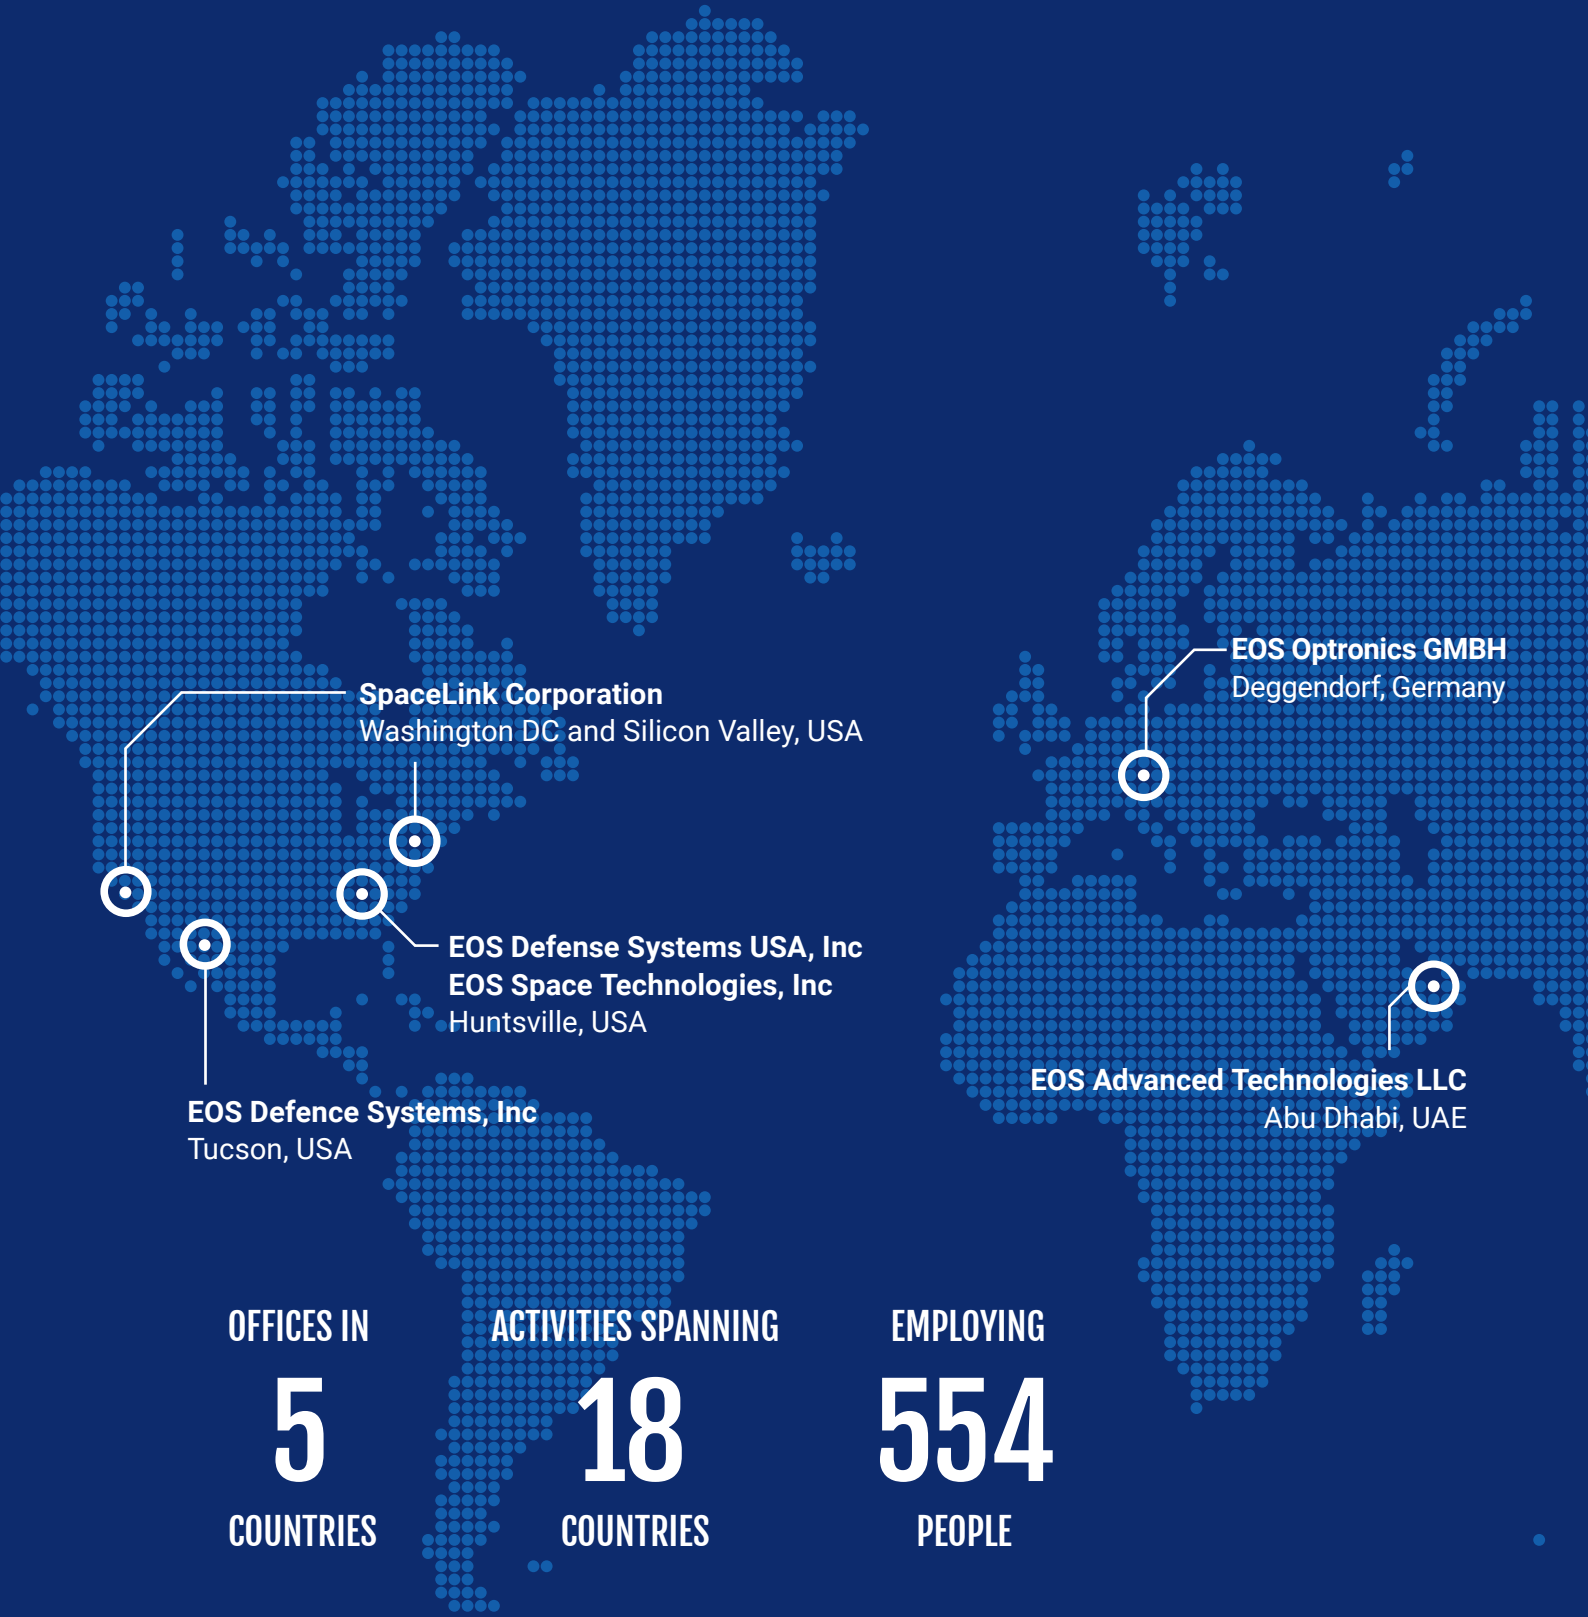 EOS Optronics GMBH
Deggendorf, Germany
SpaceLink Corporation
Washington DC and Silicon Valley, USA
EOS Defense Systems USA, Inc
EOS Space Technologies, Inc
Huntsville, USA
EOS Advanced Technologies LLC
Abu Dhabi, UAE
EOS Defence Systems, Inc
Tucson, USA
OFFICES IN
5
COUNTRIES
ACTIVITIES SPANNING
18
COUNTRIES
EMPLOYING
554
PEOPLE